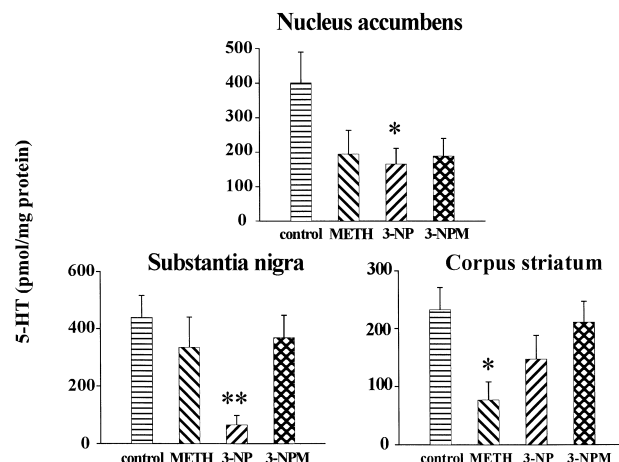 Nucleus accumbens
500
400
300
200
100
0
*
control METH 3-NP 3-NPM
5-HT (pmol/mg protein)
Substantia nigra
600
400
200
0
**
control METH 3-NP 3-NPM
Corpus striatum
300
200
100
0
*
control METH 3-NP 3-NPM